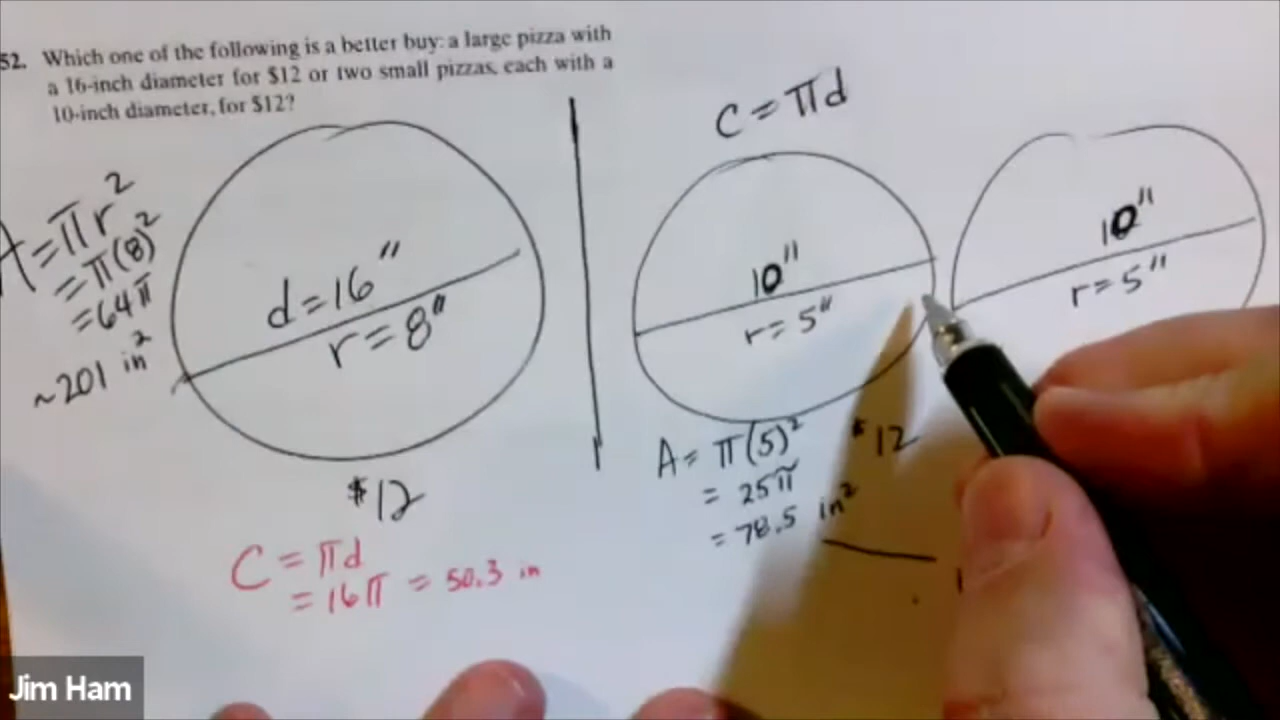 52. Which one of the following is a better buy: a large pizza with
a 16-inch diameter for $12 or two small pizzas, each with a
10-inch diameter, for $12?
A = πr²
= π(8)²
= 64π
~201 in²
d = 16"
r = 8"
$12
C = πd
= 16π = 50.3 in
C = πd
10"
r = 5"
10"
r = 5"
A = π(5)²
= 25π
= 78.5 in²
$12
Jim Ham